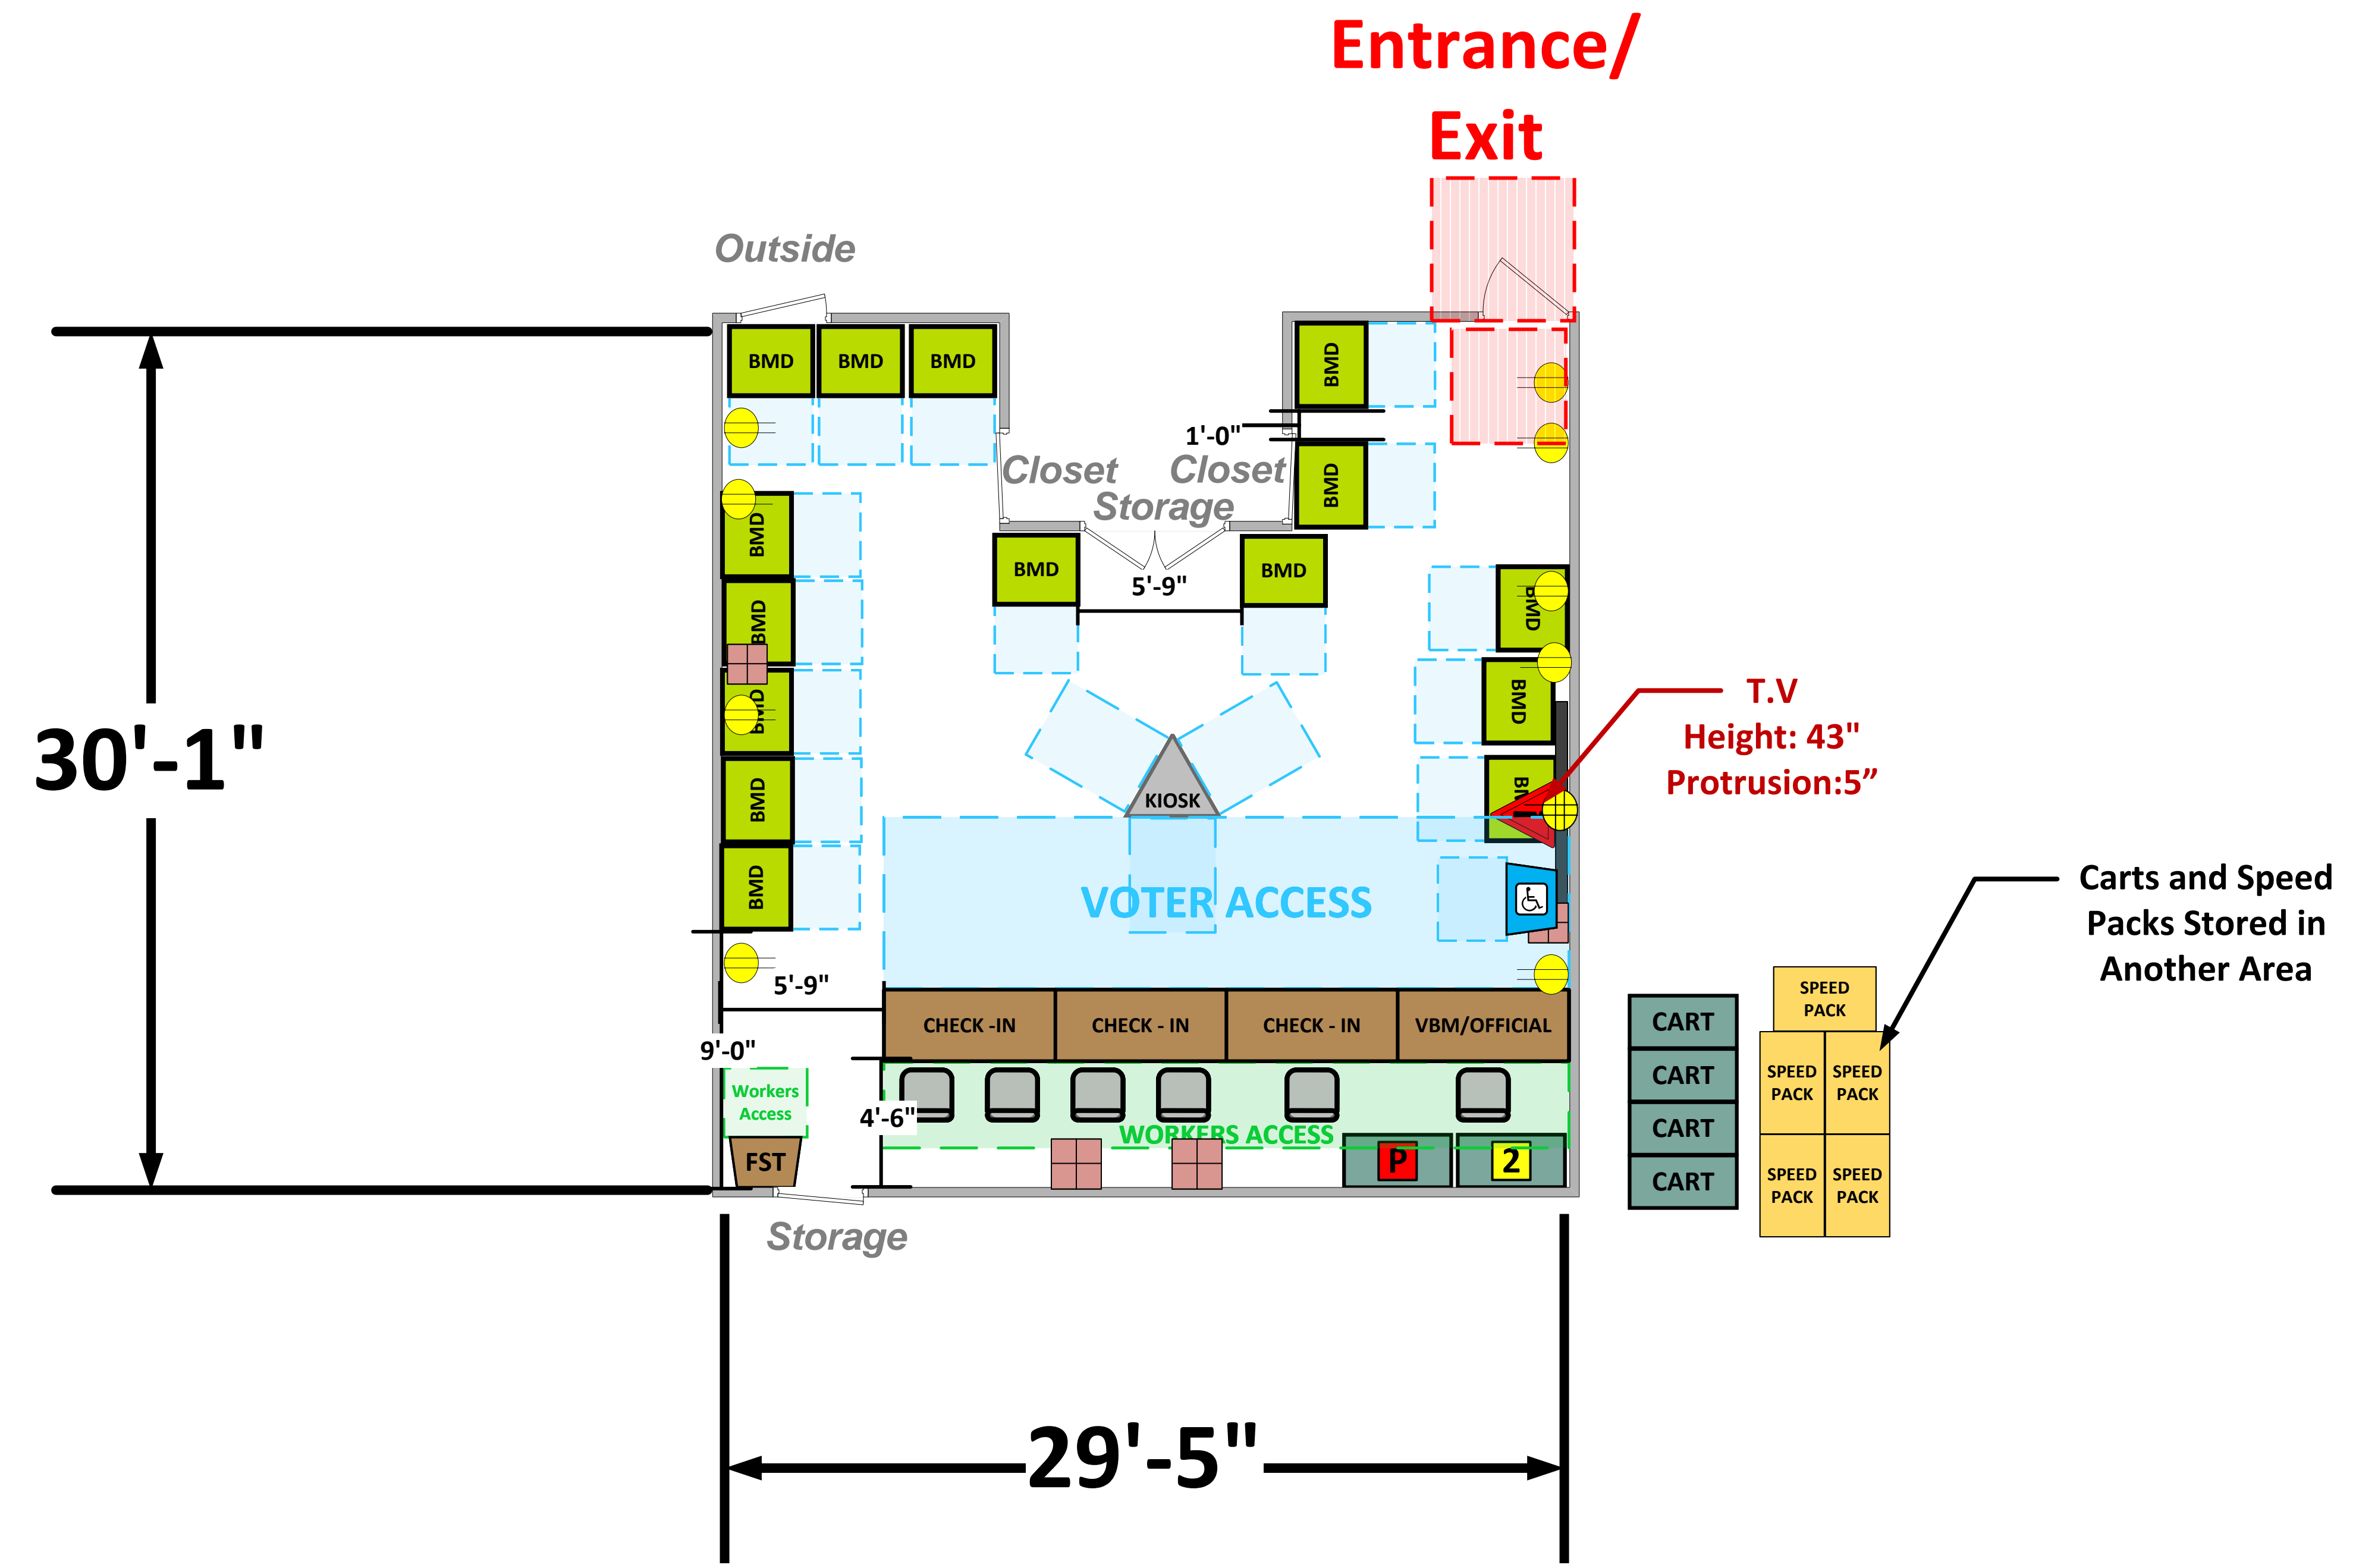 Entrance/
Exit
Outside
BMD
BMD
BMD
BMD
1'-0"
Closet
Closet
Storage
BMD
BMD
BMD
BMD
5'-9"
BMD
BMD
BMD
BMD
BMD
30'-1"
T.V
Height: 43"
Protrusion:5”
BMD
KIOSK
BMD
BMD
VOTER ACCESS
Carts and Speed
Packs Stored in
Another Area
5'-9"
CHECK -IN
CHECK - IN
CHECK - IN
VBM/OFFICIAL
9'-0"
Workers
Access
4'-6"
WORKERS ACCESS
FST
P
2
CART
CART
CART
CART
SPEED
PACK
SPEED
PACK
SPEED
PACK
SPEED
PACK
SPEED
PACK
Storage
29'-5"